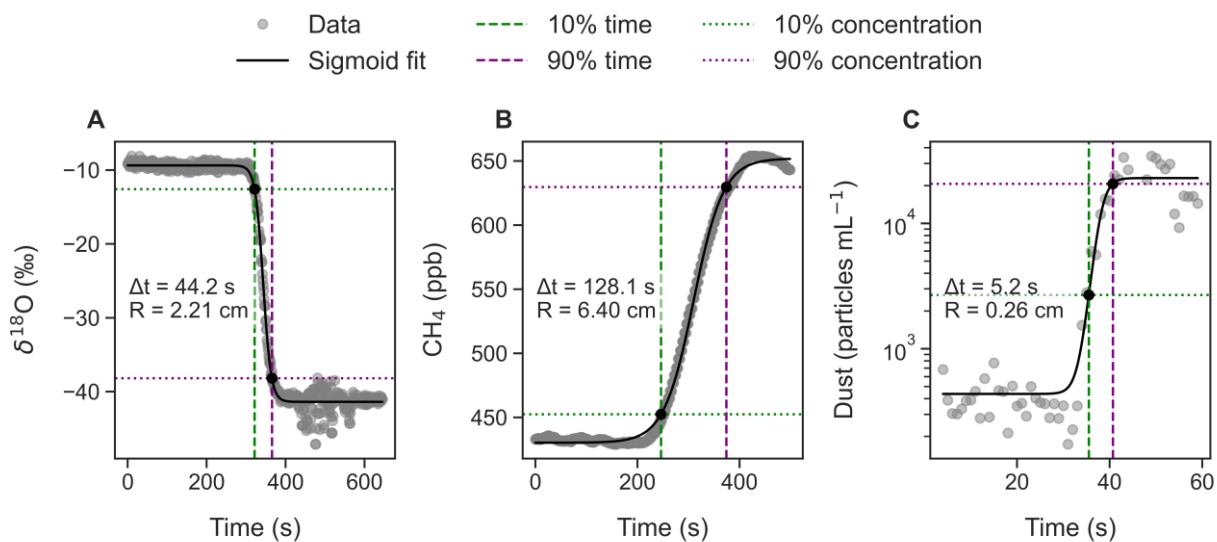 Data
Sigmoid fit
10% time
90% time
10% concentration
90% concentration
A
δ¹⁸O (‰)
−10
−20
−30
−40
Δt = 44.2 s
R = 2.21 cm
0
200
400
600
Time (s)
B
CH₄ (ppb)
650
600
550
500
450
Δt = 128.1 s
R = 6.40 cm
0
200
400
Time (s)
C
Dust (particles mL⁻¹)
10⁴
10³
Δt = 5.2 s
R = 0.26 cm
20
40
60
Time (s)